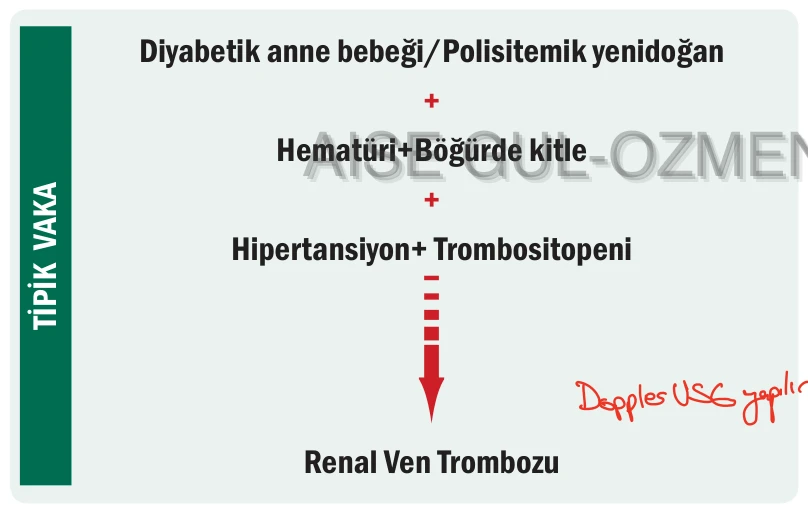 TİPİK VAKA
Diyabetik anne bebeği/Polisitemik yenidoğan
+
Hematüri+Böğürde kitle
AISE GUL-OZMEN
+
Hipertansiyon+ Trombositopeni
Doppler USG yapılır
Renal Ven Trombozu